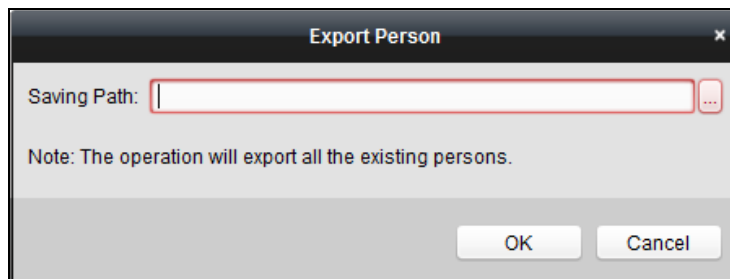 Export Person ×
Saving Path: ...
Note: The operation will export all the existing persons.
OK Cancel